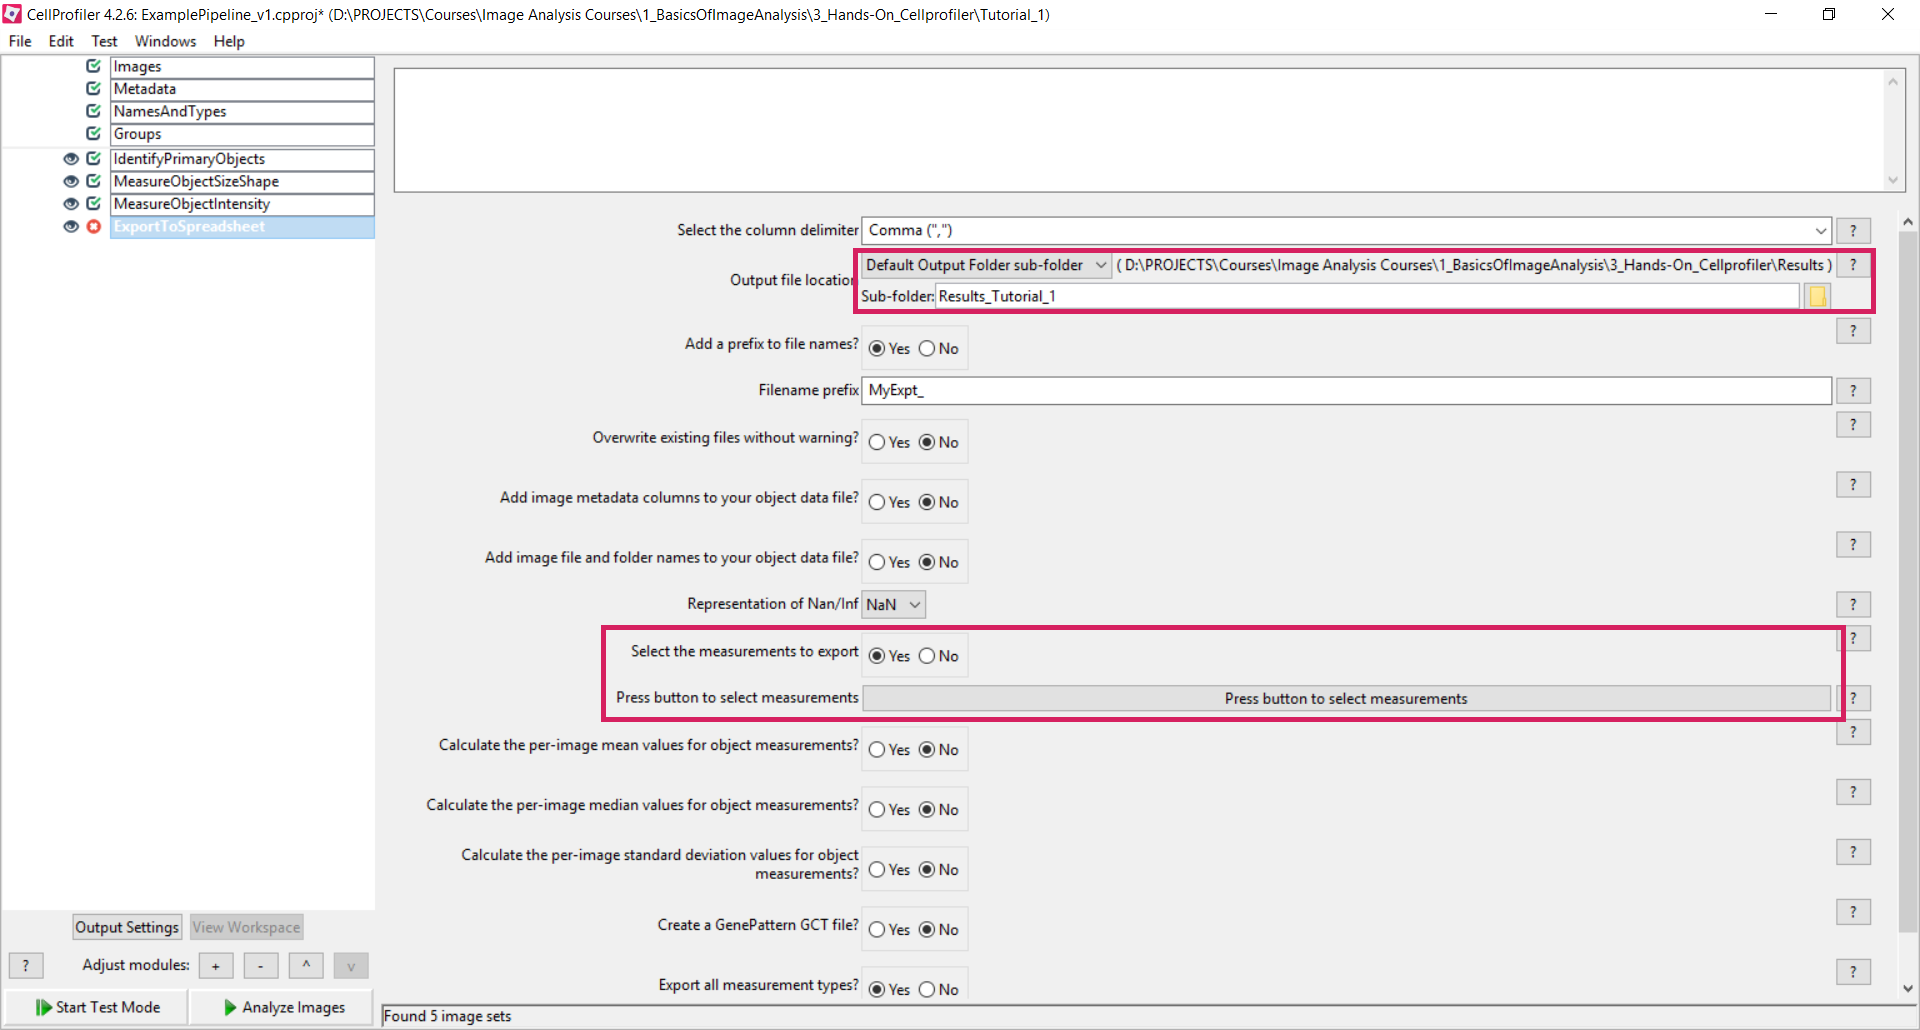 CellProfiler 4.2.6: ExamplePipeline_v1.cpproj* (D:\PROJECTS\Courses\Image Analysis Courses\1_BasicsOfImageAnalysis\3_Hands-On_Cellprofiler\Tutorial_1)
File Edit Test Windows Help
Images
Metadata
NamesAndTypes
Groups
IdentifyPrimaryObjects
MeasureObjectSizeShape
MeasureObjectIntensity
ExportToSpreadsheet
Select the column delimiter Comma (",") ?
Output file location Default Output Folder sub-folder ( D:\PROJECTS\Courses\Image Analysis Courses\1_BasicsOfImageAnalysis\3_Hands-On_Cellprofiler\Results ) ?
Sub-folder: Results_Tutorial_1
Add a prefix to file names? Yes No ?
Filename prefix MyExpt_ ?
Overwrite existing files without warning? Yes No ?
Add image metadata columns to your object data file? Yes No ?
Add image file and folder names to your object data file? Yes No ?
Representation of Nan/Inf NaN ?
Select the measurements to export Yes No ?
Press button to select measurements Press button to select measurements ?
Calculate the per-image mean values for object measurements? Yes No ?
Calculate the per-image median values for object measurements? Yes No ?
Calculate the per-image standard deviation values for object
measurements? Yes No ?
Create a GenePattern GCT file? Yes No ?
Export all measurement types? Yes No ?
Output Settings View Workspace
? Adjust modules: + - ^ v
Start Test Mode Analyze Images
Found 5 image sets